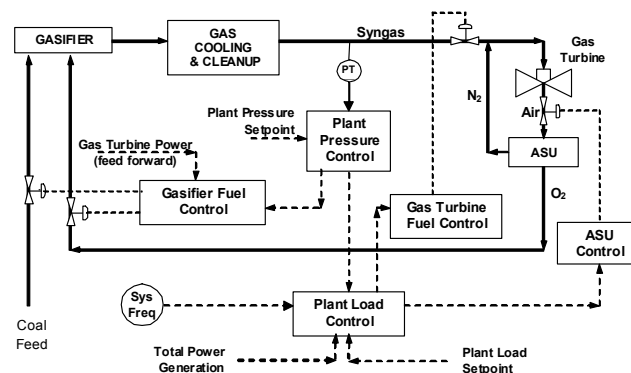 GASIFIER
GAS
COOLING
& CLEANUP
Syngas
Gas
Turbine
PT
N2
Air
Plant Pressure
Setpoint
Plant
Pressure
Control
Gas Turbine Power
(feed forward)
ASU
Gasifier Fuel
Control
Gas Turbine
Fuel Control
O2
ASU
Control
Sys
Freq
Plant Load
Control
Coal
Feed
Total Power
Generation
Plant Load
Setpoint